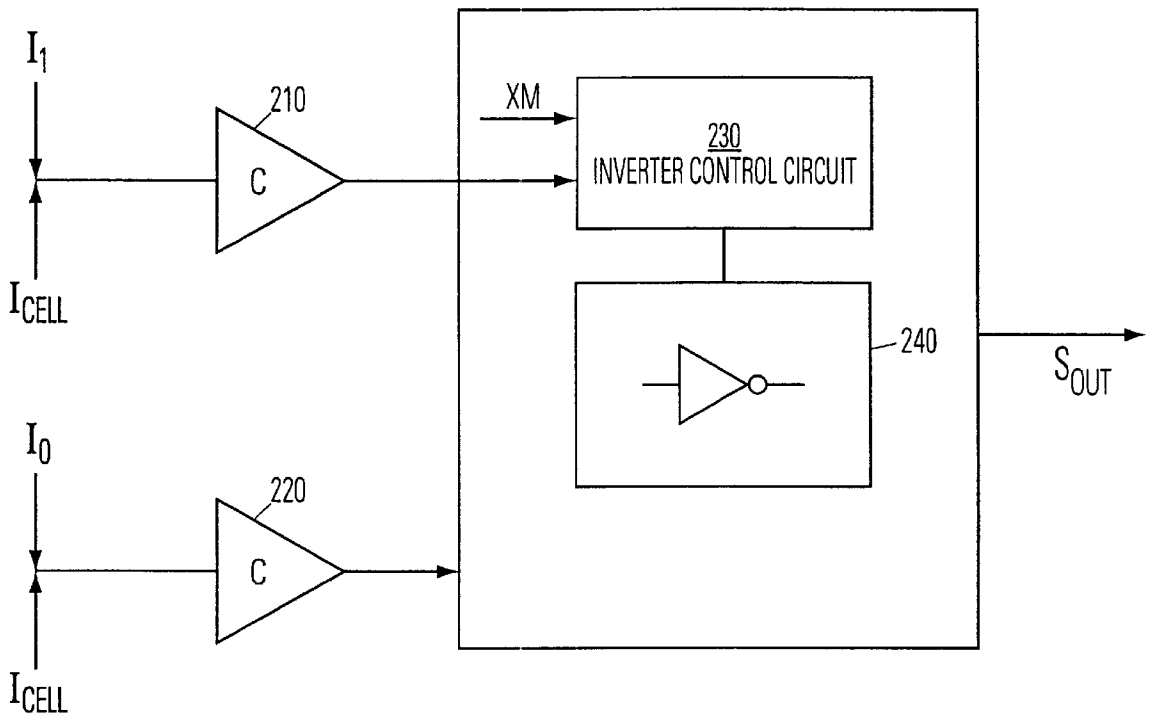 I1
210
C
ICELL
XM
230
INVERTER CONTROL CIRCUIT
240
SOUT
I0
220
C
ICELL